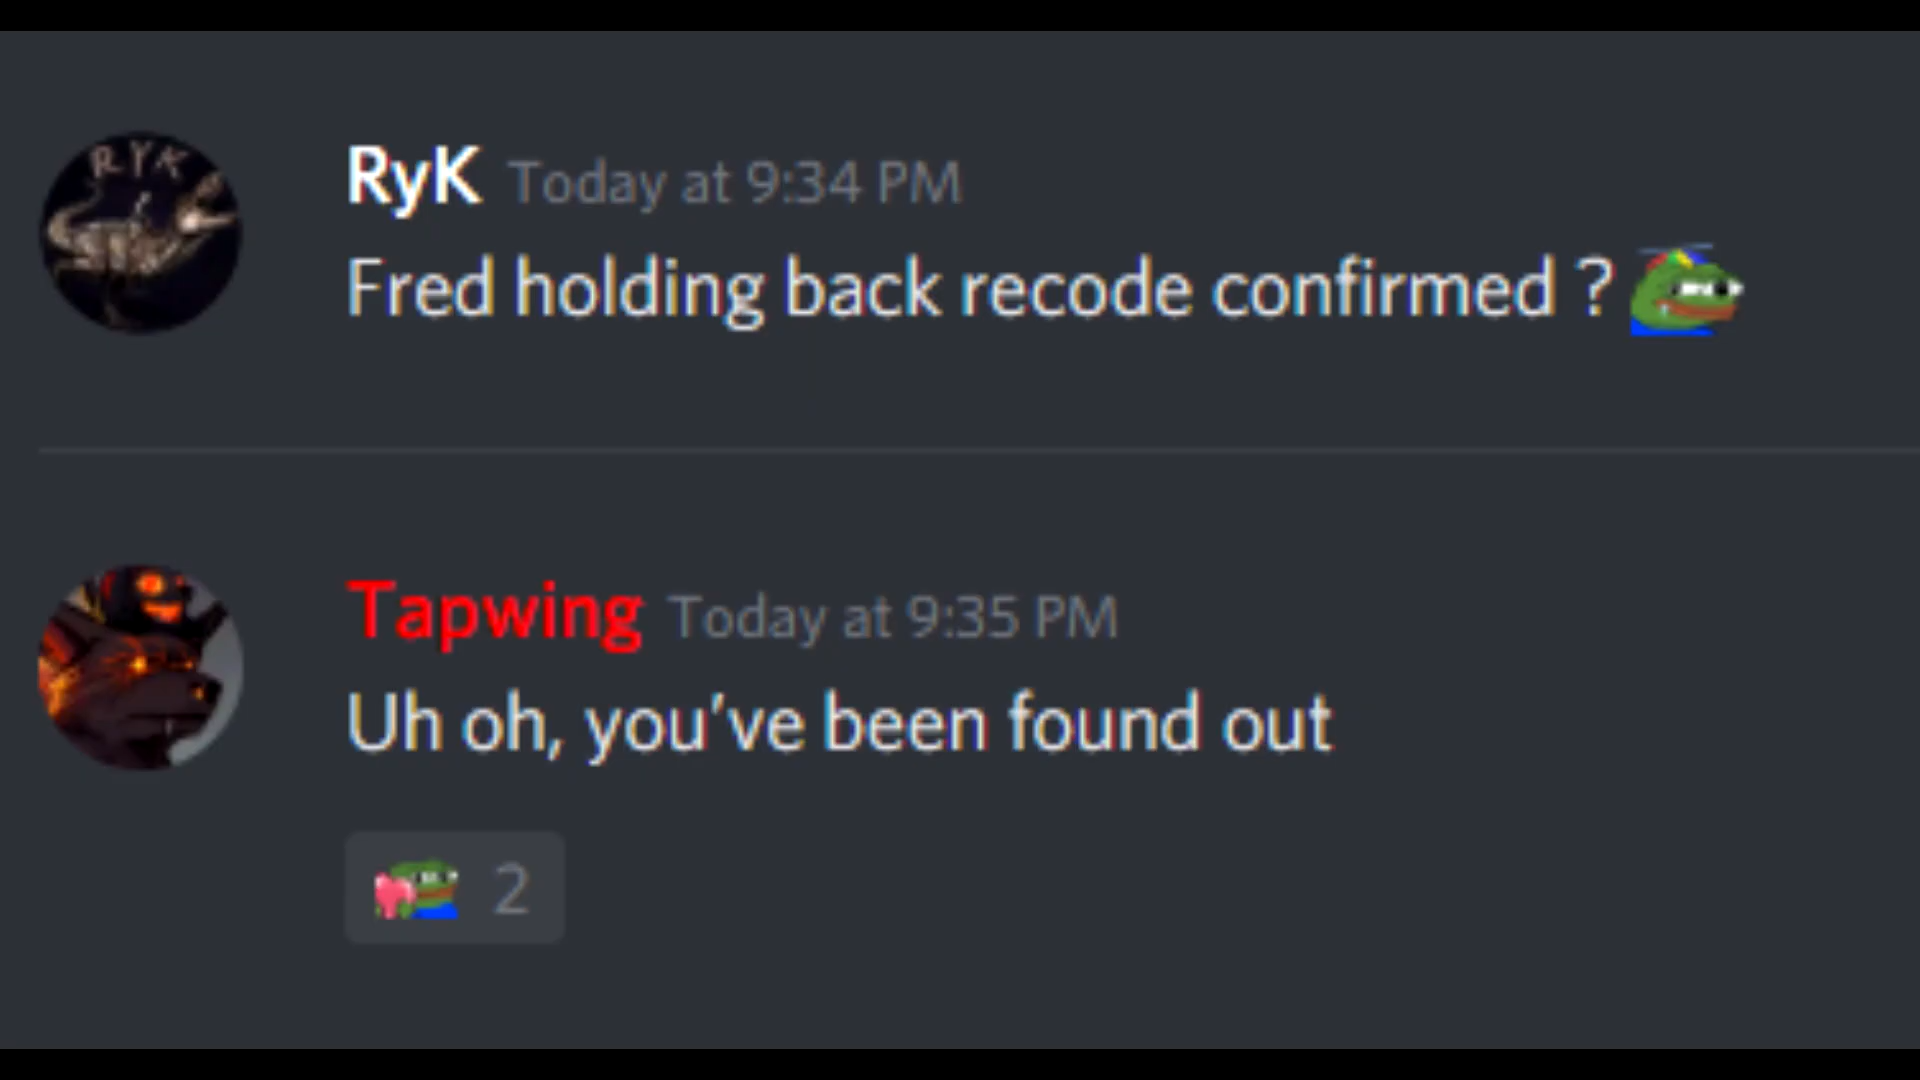 RYK
RyK Today at 9:34 PM
Fred holding back recode confirmed ?
Tapwing Today at 9:35 PM
Uh oh, you've been found out
2